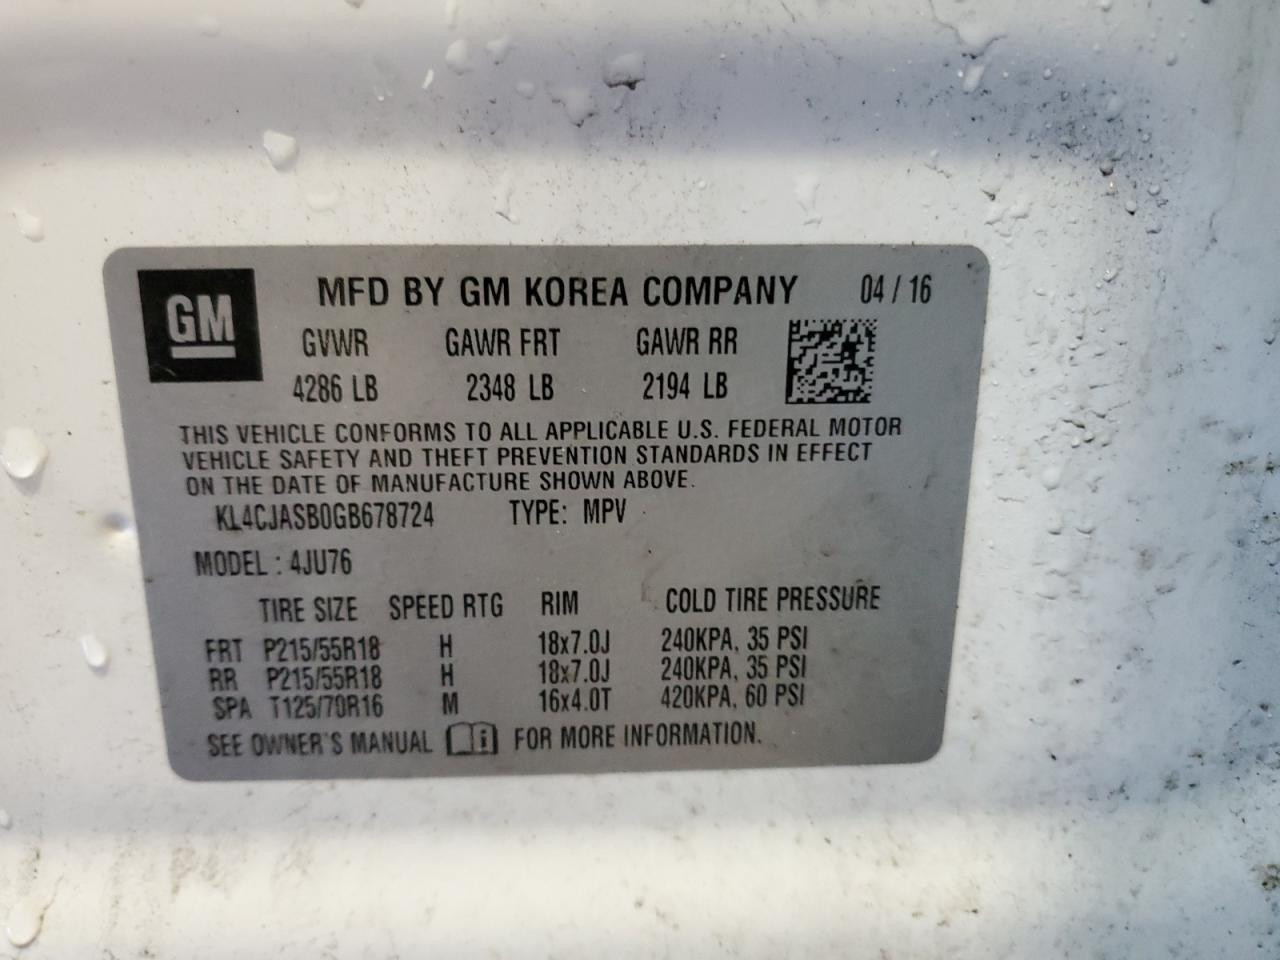 GM
MFD BY GM KOREA COMPANY 04 / 16
GVWR GAWR FRT GAWR RR
4286 LB 2348 LB 2194 LB
THIS VEHICLE CONFORMS TO ALL APPLICABLE U.S. FEDERAL MOTOR
VEHICLE SAFETY AND THEFT PREVENTION STANDARDS IN EFFECT
ON THE DATE OF MANUFACTURE SHOWN ABOVE.
KL4CJASB0GB678724 TYPE: MPV
MODEL : 4JU76
TIRE SIZE SPEED RTG RIM COLD TIRE PRESSURE
FRT P215/55R18 H 18x7.0J 240KPA, 35 PSI
RR P215/55R18 H 18x7.0J 240KPA, 35 PSI
SPA T125/70R16 M 16x4.0T 420KPA, 60 PSI
SEE OWNER'S MANUAL i FOR MORE INFORMATION.